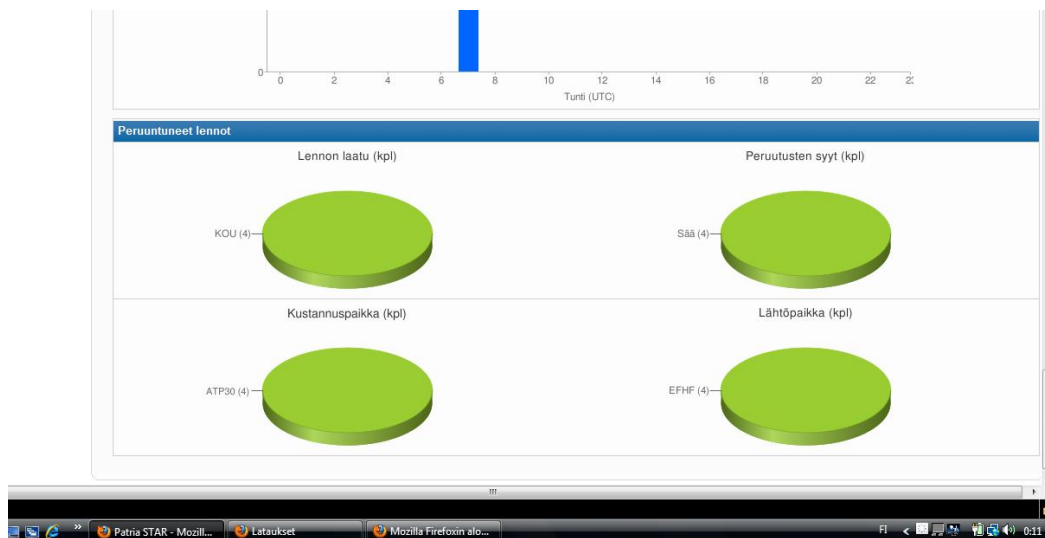 0
0 2 4 6 8 10 12 14 16 18 20 22
Tunti (UTC)
Peruuntuneet lennot
Lennon laatu (kpl) Peruutusten syyt (kpl)
KOU (4) Sää (4)
Kustannuspaikka (kpl) Lähtöpaikka (kpl)
ATP30 (4) EFHF (4)
» Patria STAR - Mozill... Lataukset Mozilla Firefoxin alo... FI 0:11